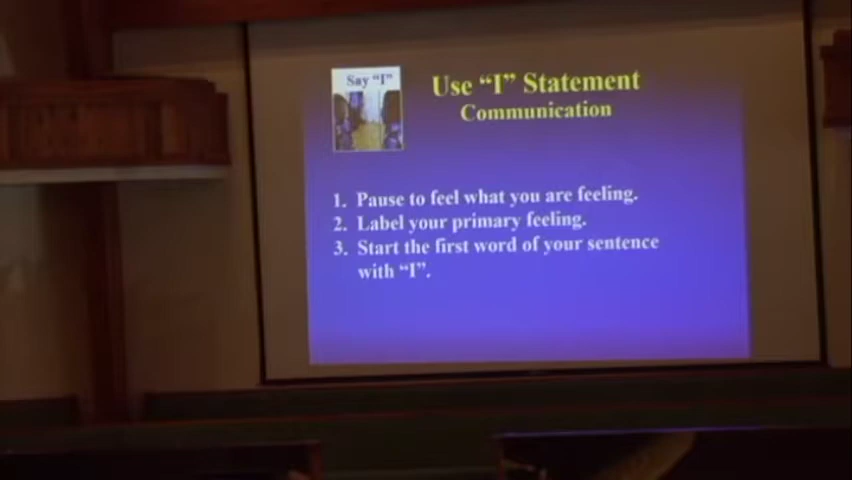 Say “I”
Use “I” Statement
Communication
1. Pause to feel what you are feeling.
2. Label your primary feeling.
3. Start the first word of your sentence
with “I”.